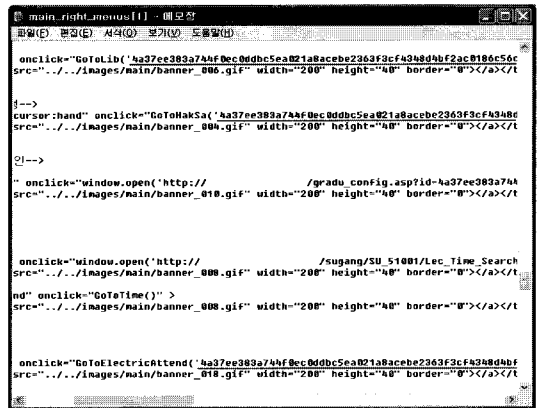 main_right_menus[1] - 메모장
파일(F) 편집(E) 서식(O) 보기(V) 도움말(H)
onclick="GoToLib('4a37ee383a744f0ec0ddbc5ea021a8acebe2363f3cf4348d4bf2ac0186c56c
src="../../images/main/banner_006.gif" width="200" height="40" border="0"></a></t
-->
cursor:hand" onclick="GoToHakSa('4a37ee383a744f0ec0ddbc5ea021a8acebe2363f3cf4348d
src="../../images/main/banner_004.gif" width="200" height="40" border="0"></a></t
인-->
" onclick="window.open('http:// /gradu_config.asp?id=4a37ee383a744
src="../../images/main/banner_010.gif" width="200" height="40" border="0"></a></t
onclick="window.open('http:// /sugang/SU_51001/Lec_Time_Search
src="../../images/main/banner_008.gif" width="200" height="40" border="0"></a></t
nd" onclick="GoToTime()" >
src="../../images/main/banner_008.gif" width="200" height="40" border="0"></a></t
onclick="GoToElectricAttend('4a37ee383a744f0ec0ddbc5ea021a8acebe2363f3cf4348d4bf
src="../../images/main/banner_018.gif" width="200" height="40" border="0"></a></t